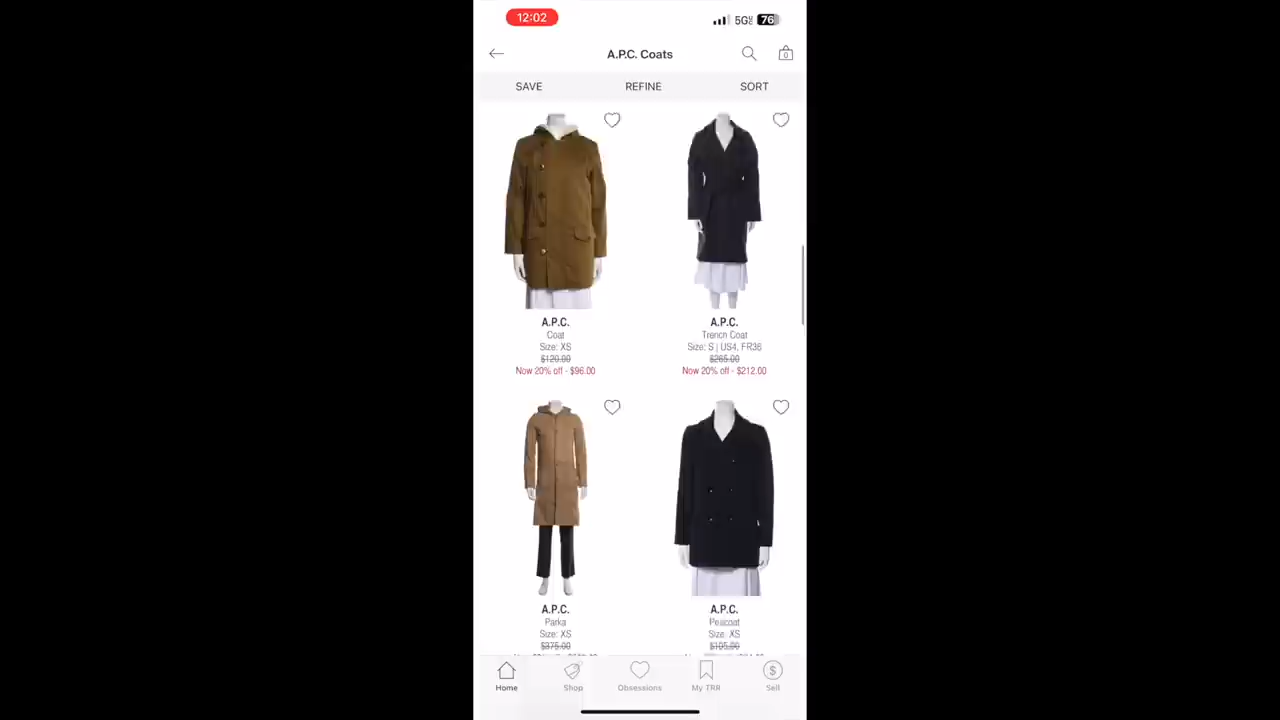 12:02
5G
76
A.P.C. Coats
0
SAVE
REFINE
SORT
A.P.C.
Coat
Size: XS
$120.00
Now 20% off - $96.00
A.P.C.
Trench Coat
Size: S | US4, FR36
$265.00
Now 20% off - $212.00
A.P.C.
Parka
Size: XS
$375.00
A.P.C.
Peacoat
Size: XS
$195.00
Home
Shop
Obsessions
My TRR
$
Sell